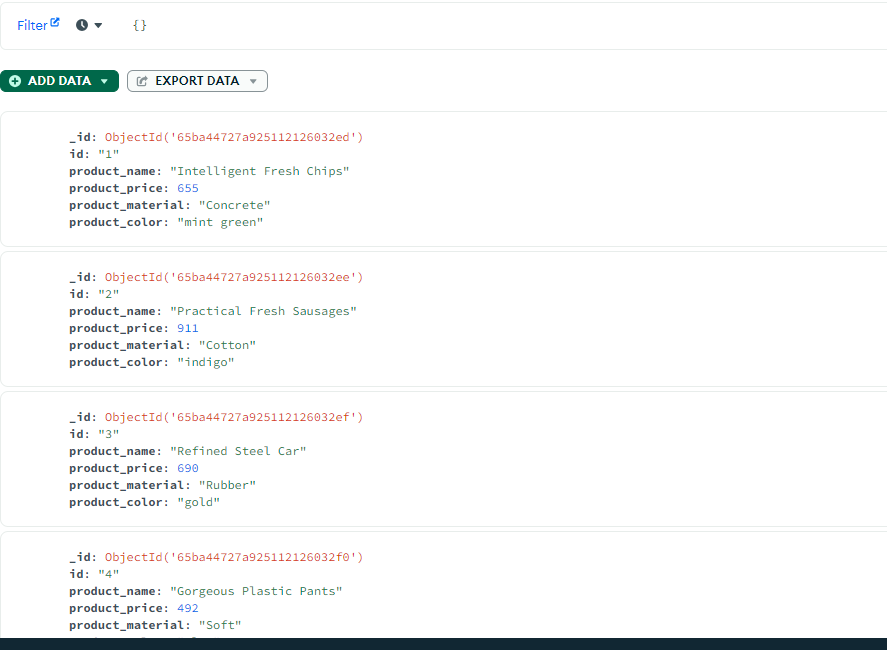 Filter {}
ADD DATA EXPORT DATA
_id: ObjectId('65ba44727a925112126032ed')
id: "1"
product_name: "Intelligent Fresh Chips"
product_price: 655
product_material: "Concrete"
product_color: "mint green"
_id: ObjectId('65ba44727a925112126032ee')
id: "2"
product_name: "Practical Fresh Sausages"
product_price: 911
product_material: "Cotton"
product_color: "indigo"
_id: ObjectId('65ba44727a925112126032ef')
id: "3"
product_name: "Refined Steel Car"
product_price: 690
product_material: "Rubber"
product_color: "gold"
_id: ObjectId('65ba44727a925112126032f0')
id: "4"
product_name: "Gorgeous Plastic Pants"
product_price: 492
product_material: "Soft"